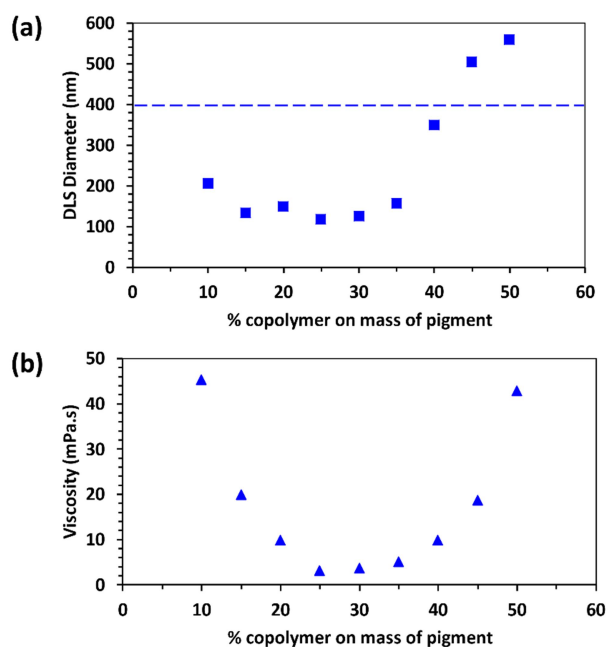 (a)
600
500
400
300
200
100
0
DLS Diameter (nm)
0 10 20 30 40 50 60
% copolymer on mass of pigment
(b)
50
40
30
20
10
0
Viscosity (mPa.s)
0 10 20 30 40 50 60
% copolymer on mass of pigment